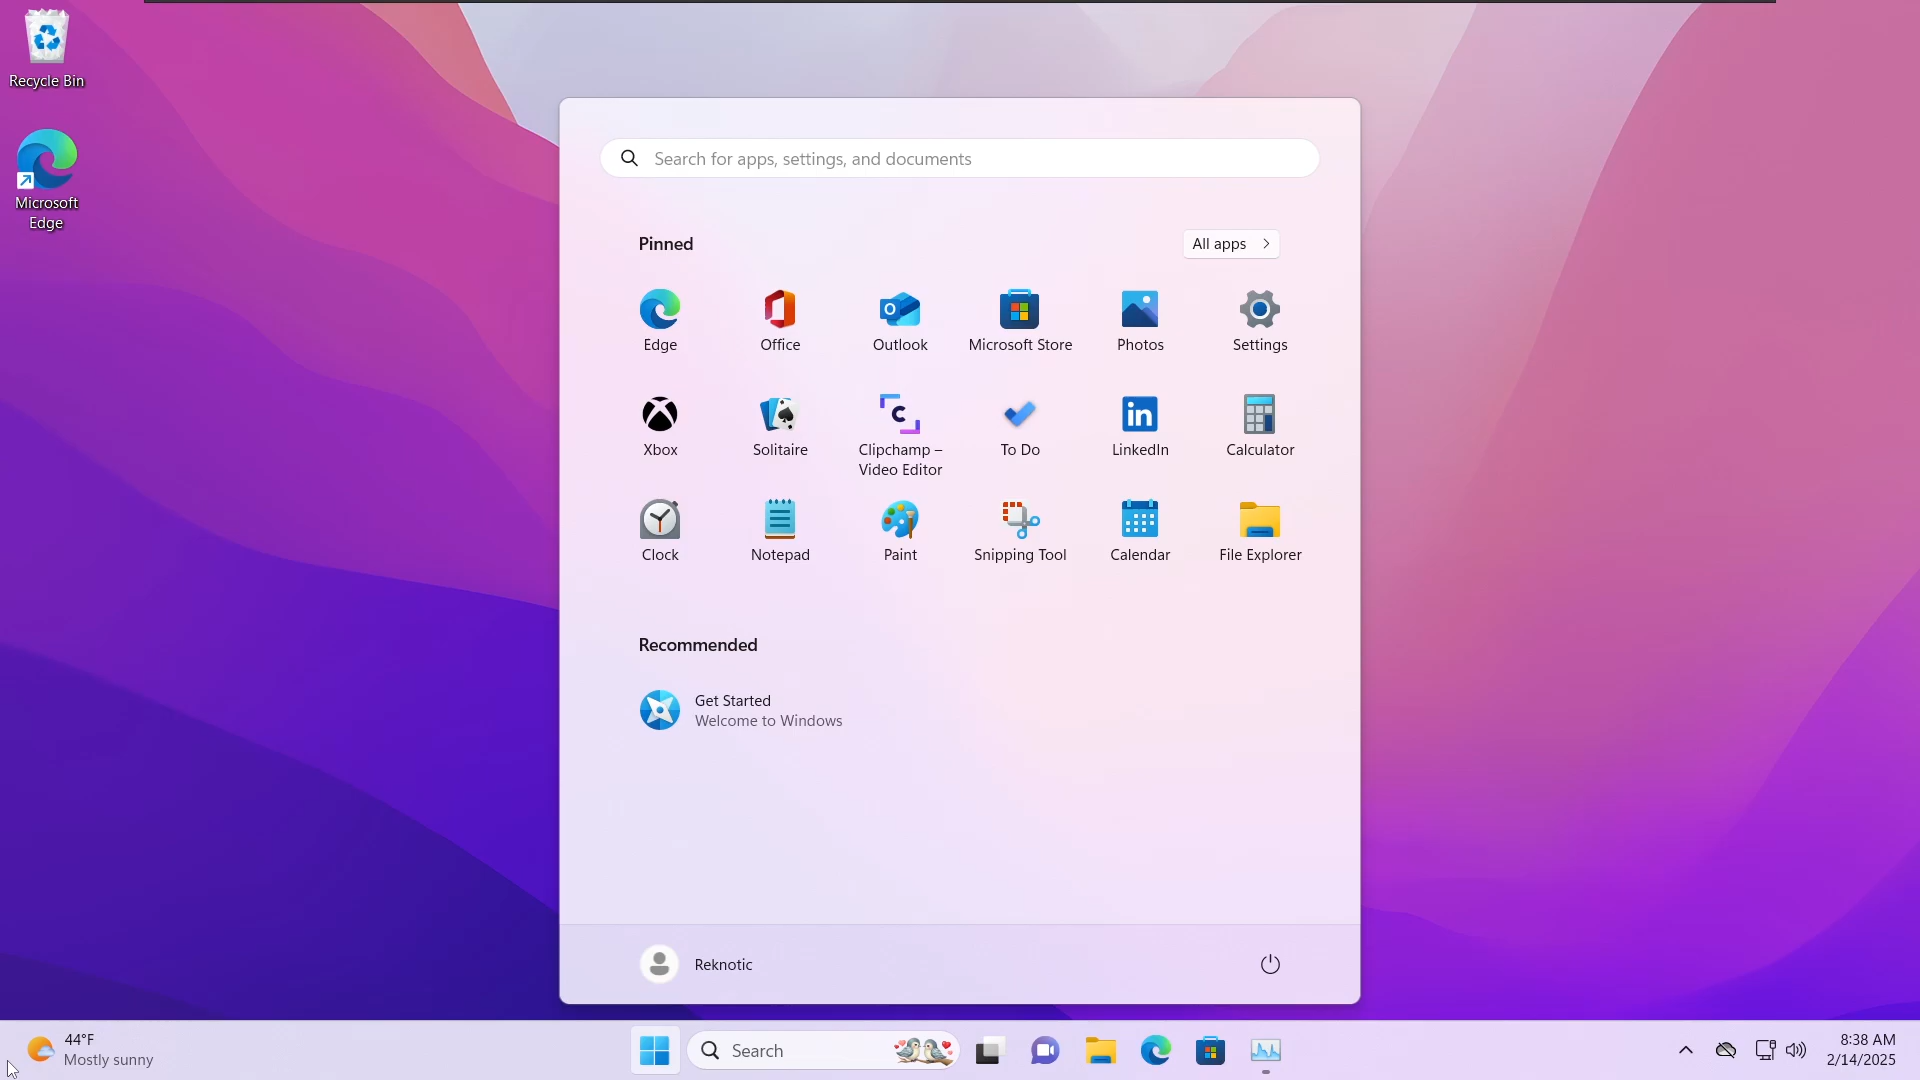 Recycle Bin
Microsoft
Edge
Search for apps, settings, and documents
Pinned
All apps
Edge
Office
Outlook
Microsoft Store
Photos
Settings
Xbox
Solitaire
Clipchamp –
Video Editor
To Do
LinkedIn
Calculator
Clock
Notepad
Paint
Snipping Tool
Calendar
File Explorer
Recommended
Get Started
Welcome to Windows
Reknotic
44°F
Mostly sunny
Search
8:38 AM
2/14/2025